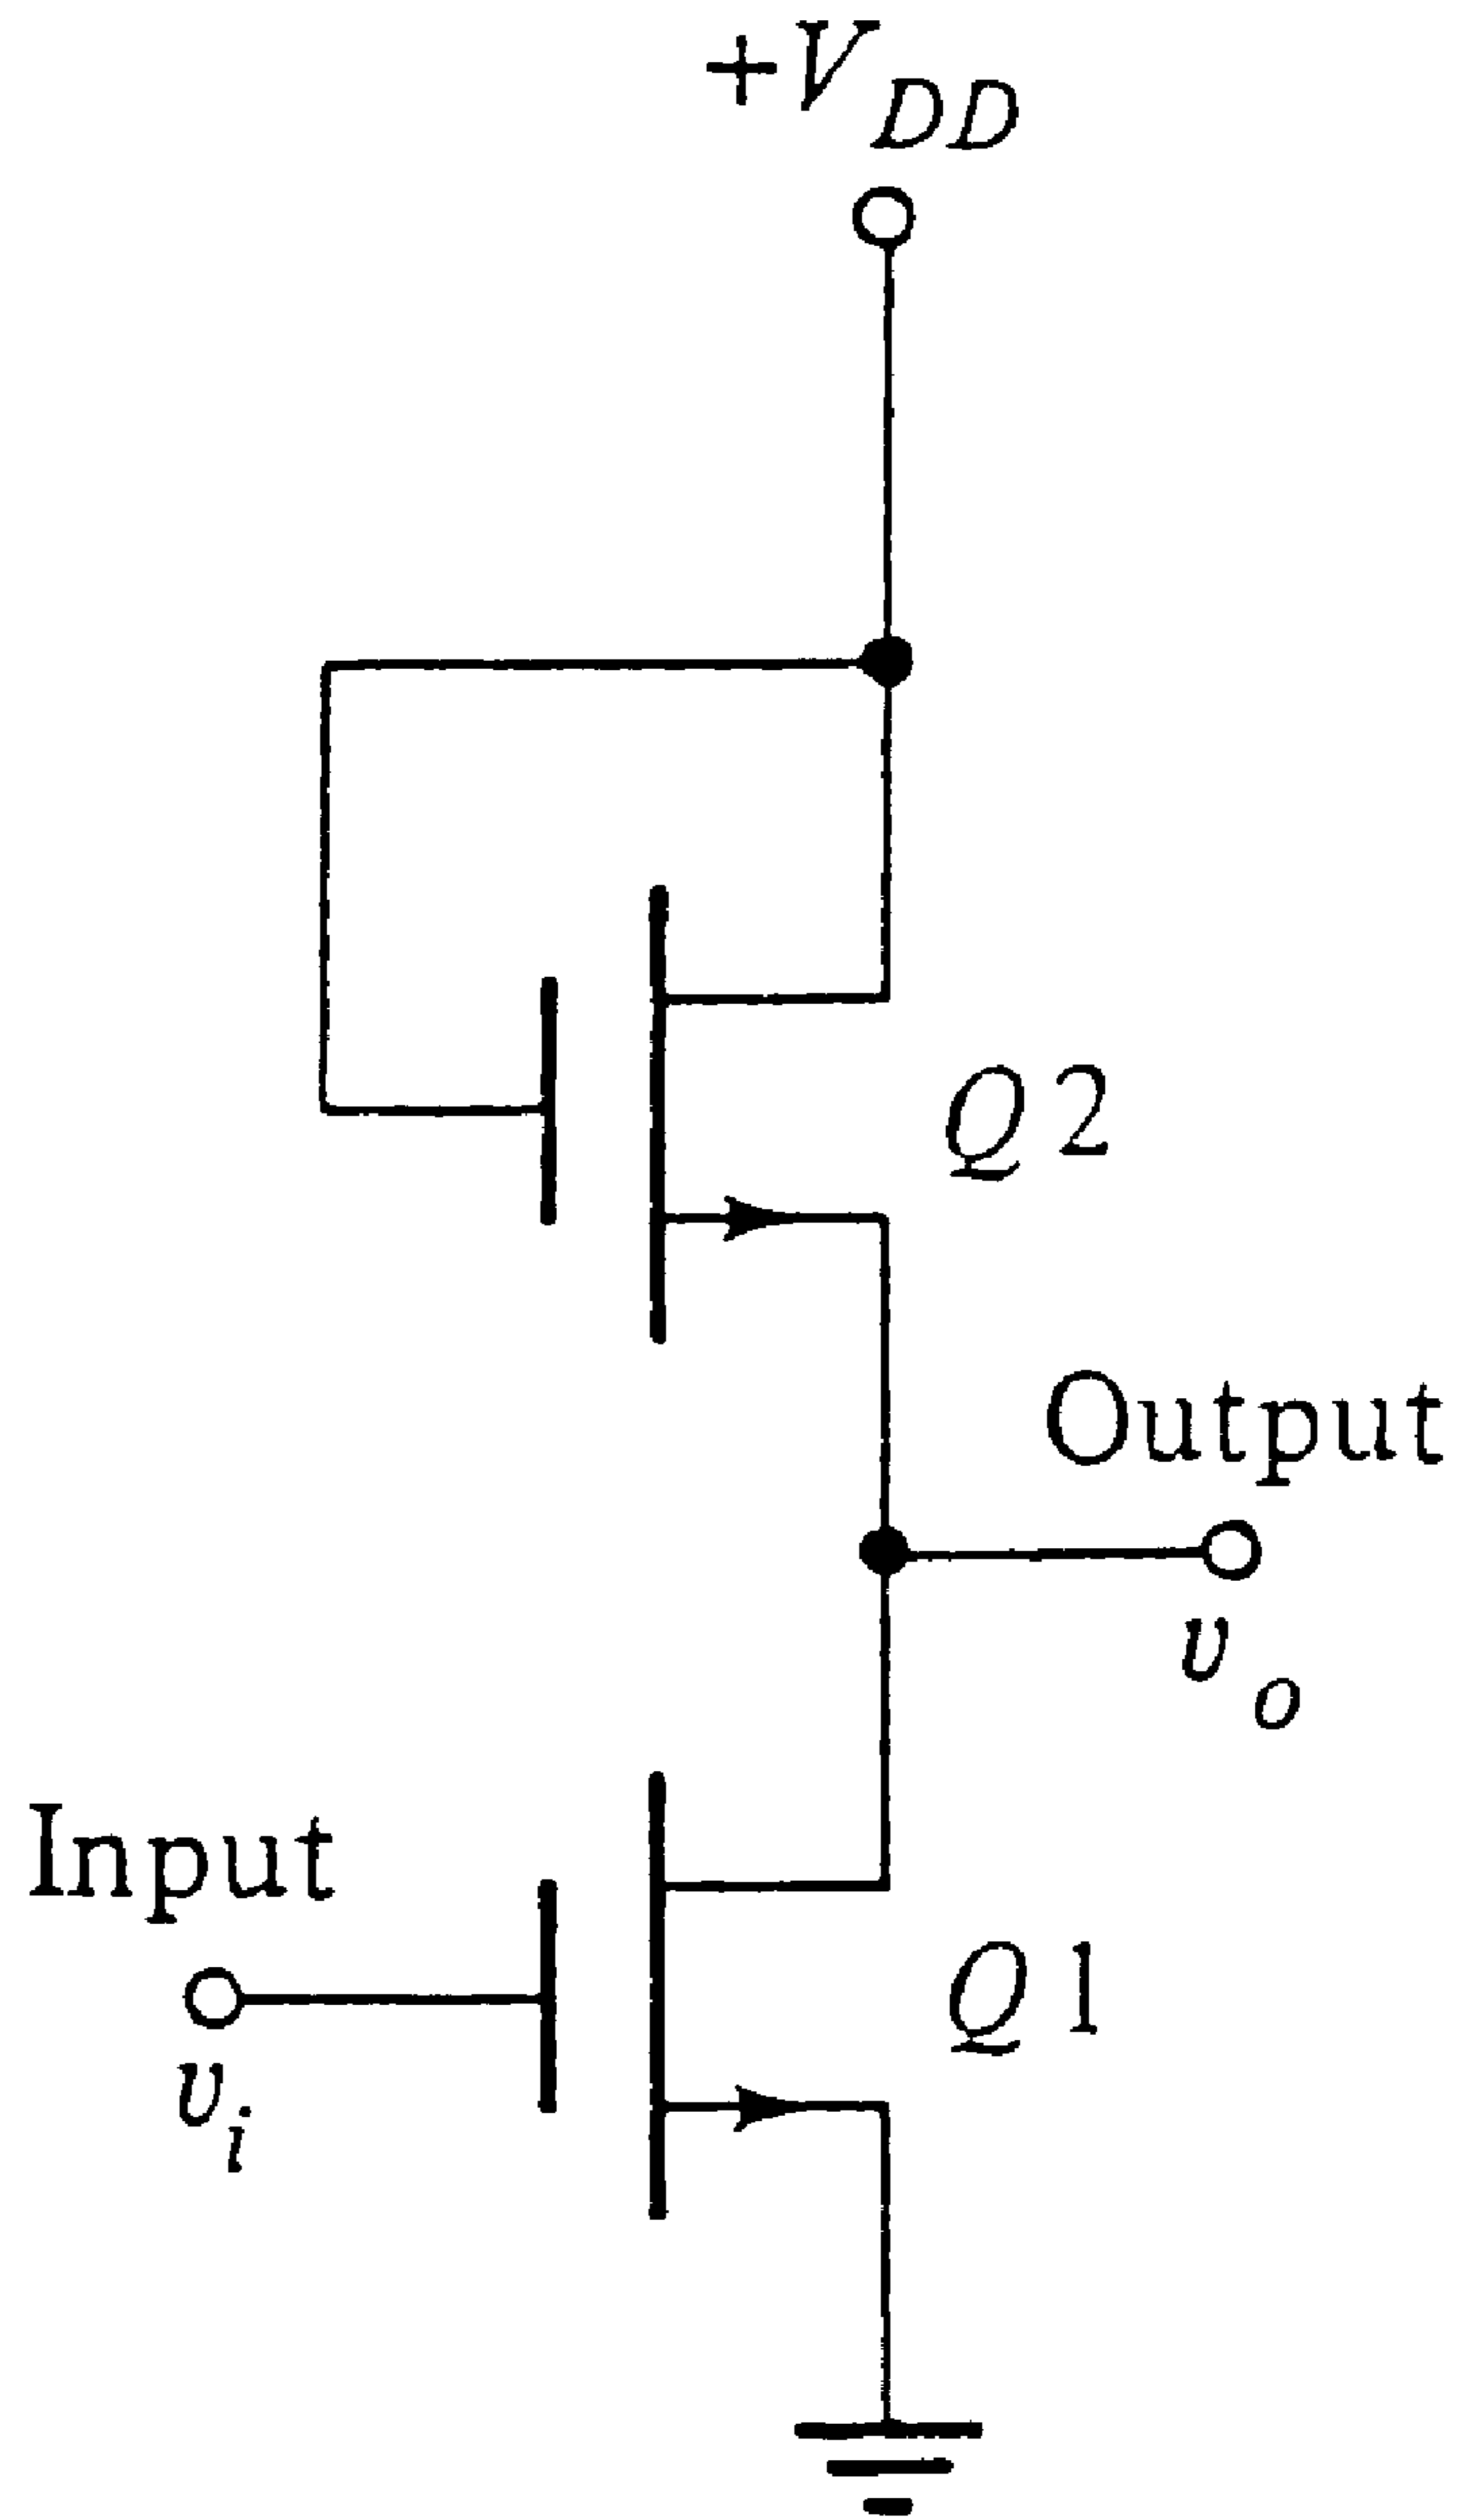 +V_DD
Q2
Output
v_o
Input
Q1
v_i